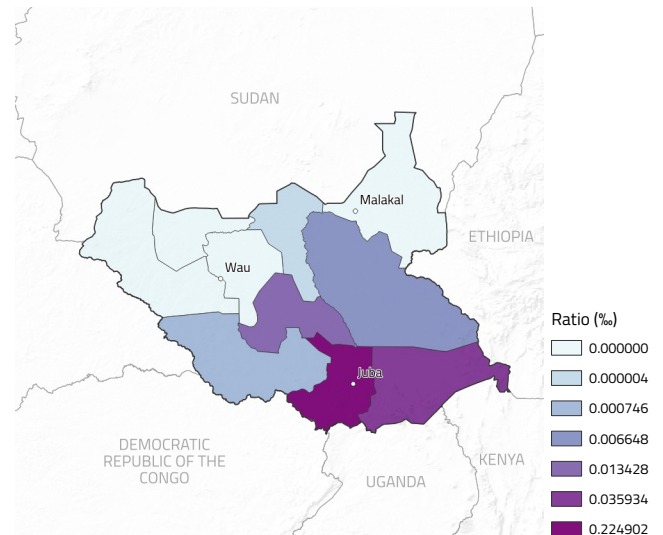 SUDAN
Malakal
ETHIOPIA
Wau
Juba
DEMOCRATIC
REPUBLIC OF THE
CONGO
UGANDA
KENYA
Ratio (‰)
0.000000
0.000004
0.000746
0.006648
0.013428
0.035934
0.224902